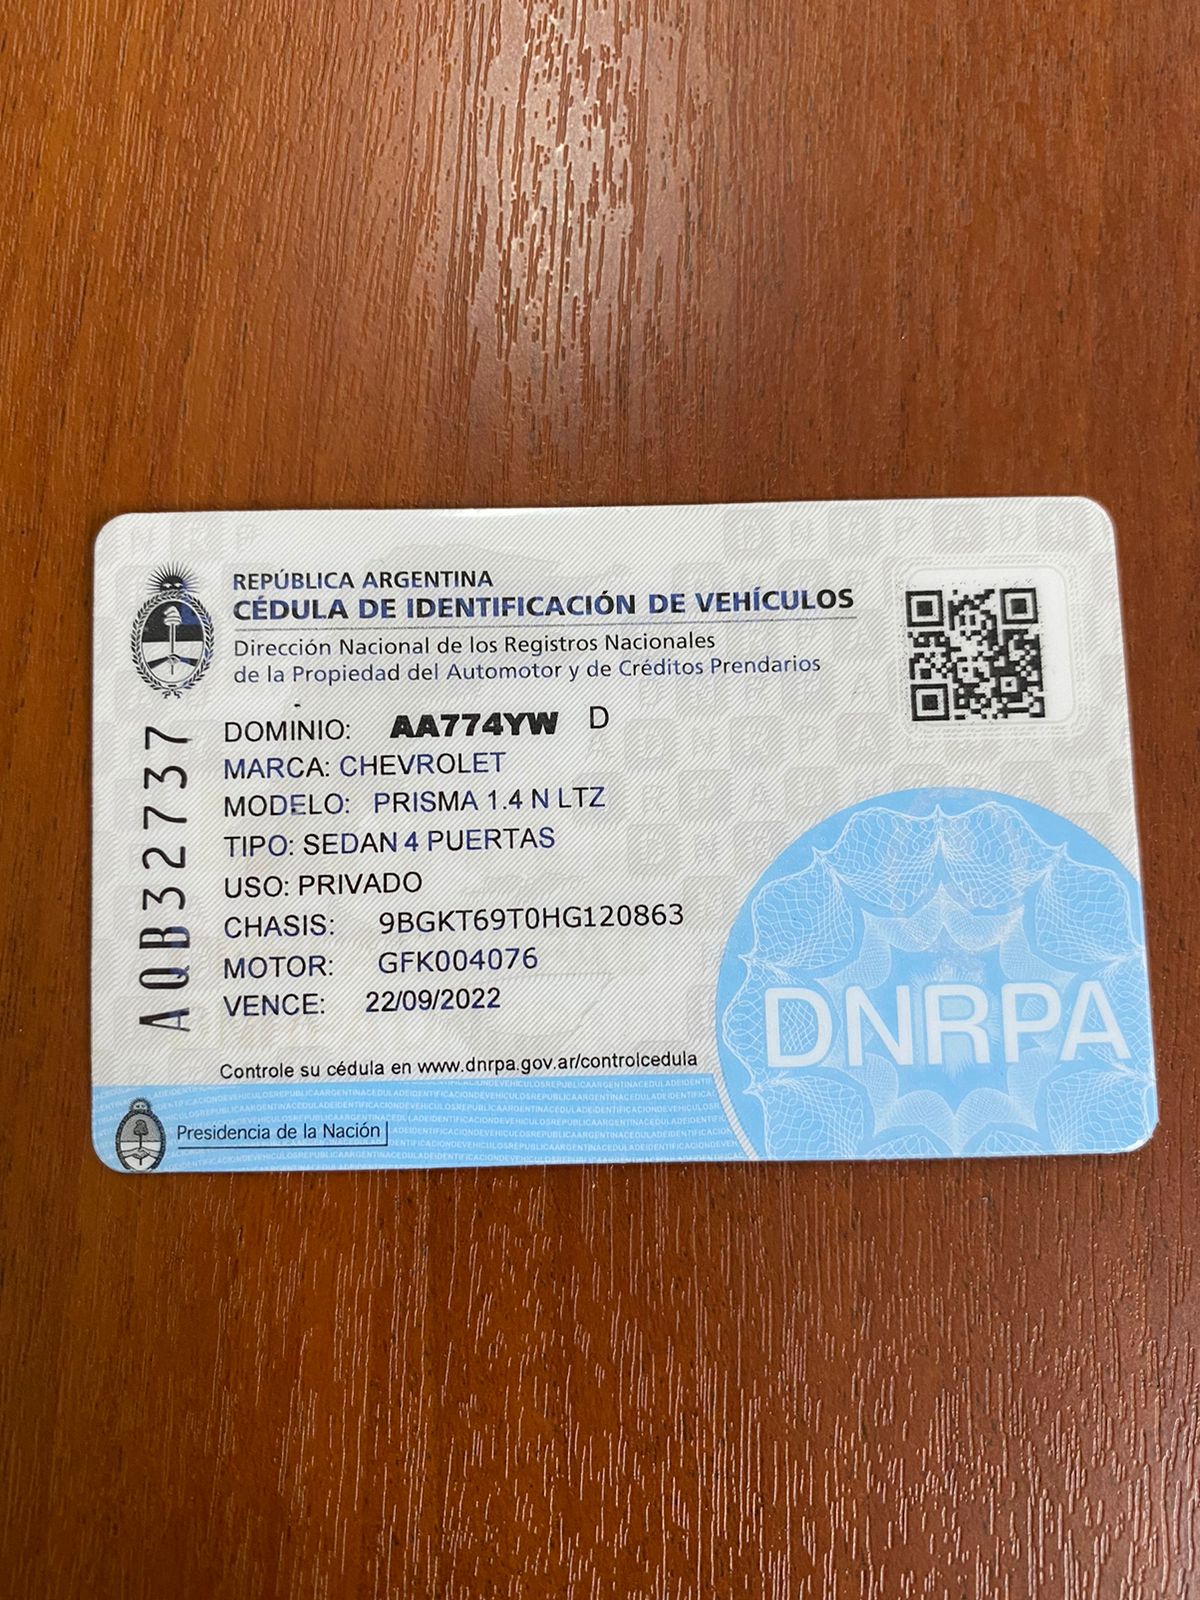 REPÚBLICA ARGENTINA
CÉDULA DE IDENTIFICACIÓN DE VEHÍCULOS
Dirección Nacional de los Registros Nacionales
de la Propiedad del Automotor y de Créditos Prendarios
DOMINIO: AA774YW D
MARCA: CHEVROLET
MODELO: PRISMA 1.4 N LTZ
TIPO: SEDAN 4 PUERTAS
USO: PRIVADO
CHASIS: 9BGKT69T0HG120863
MOTOR: GFK004076
VENCE: 22/09/2022
AQB32737
Controle su cédula en www.dnrpa.gov.ar/controlcedula
DNRPA
Presidencia de la Nación